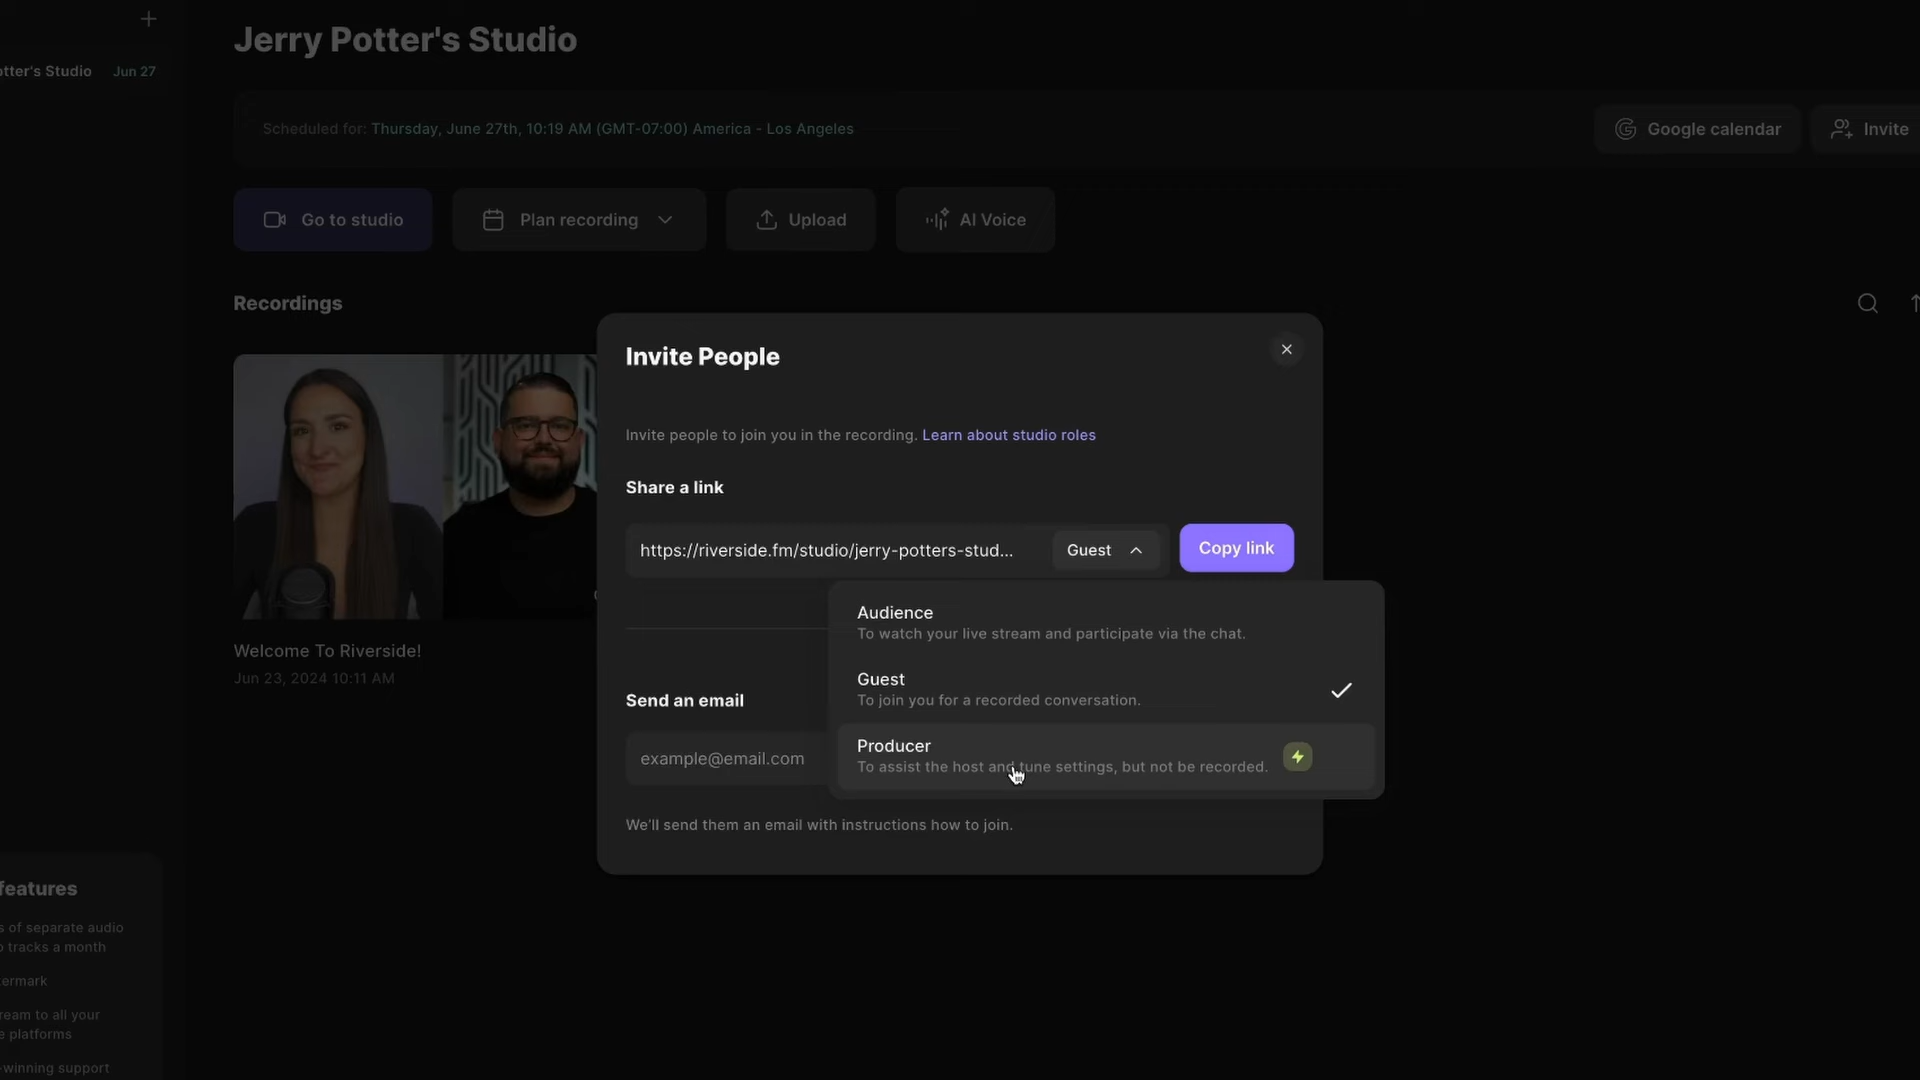 Jerry Potter's Studio
otter's Studio Jun 27
Scheduled for: Thursday, June 27th, 10:19 AM (GMT-07:00) America - Los Angeles
Google calendar
Invite
Go to studio
Plan recording
Upload
AI Voice
Recordings
Invite People
Invite people to join you in the recording. Learn about studio roles
Share a link
https://riverside.fm/studio/jerry-potters-stud...
Guest
Copy link
Audience
To watch your live stream and participate via the chat.
Guest
To join you for a recorded conversation.
Producer
To assist the host and tune settings, but not be recorded.
Send an email
example@email.com
We'll send them an email with instructions how to join.
Welcome To Riverside!
Jun 23, 2024 10:11 AM
features
s of separate audio
o tracks a month
ermark
ream to all your
e platforms
-winning support